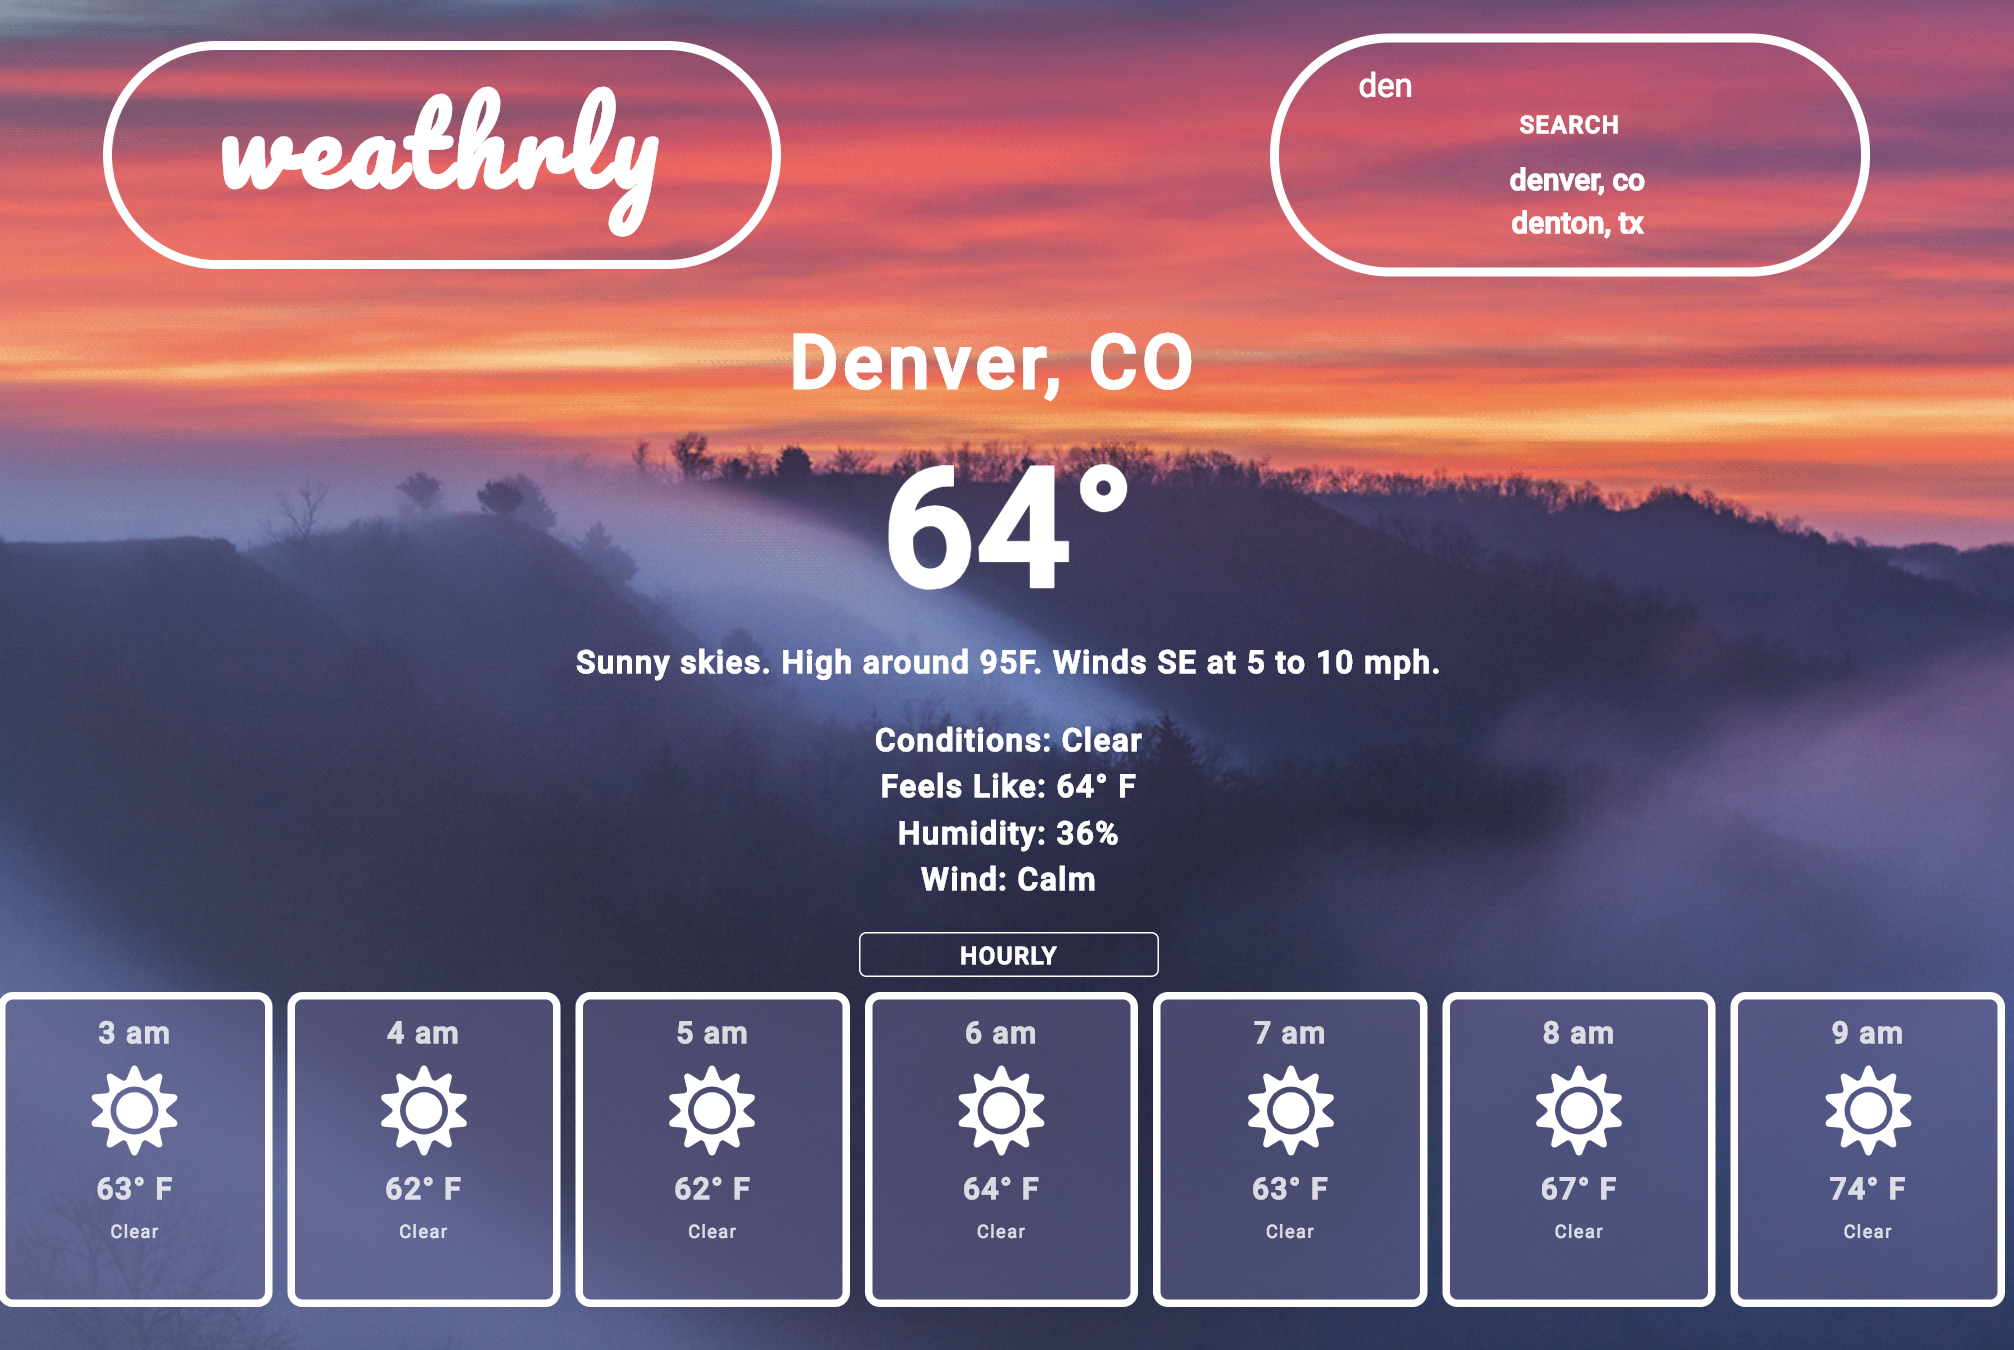 weathrly
den
SEARCH
denver, co
denton, tx
Denver, CO
64°
Sunny skies. High around 95F. Winds SE at 5 to 10 mph.
Conditions: Clear
Feels Like: 64° F
Humidity: 36%
Wind: Calm
HOURLY
3 am
63° F
Clear
4 am
62° F
Clear
5 am
62° F
Clear
6 am
64° F
Clear
7 am
63° F
Clear
8 am
67° F
Clear
9 am
74° F
Clear